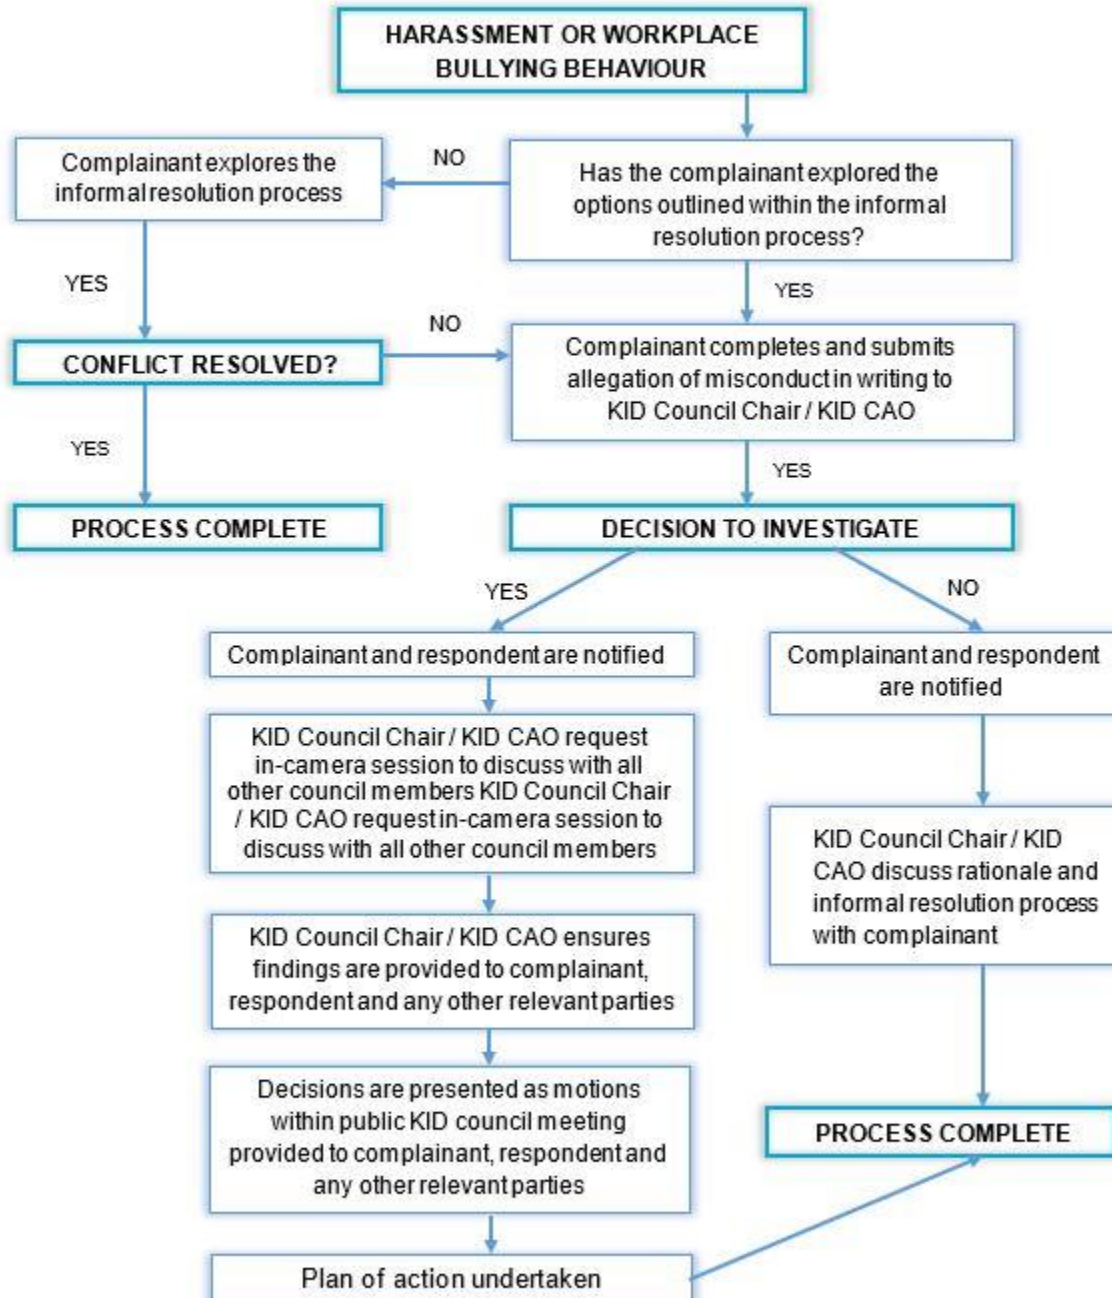 HARASSMENT OR WORKPLACE
BULLYING BEHAVIOUR
Complainant explores the
informal resolution process
NO
Has the complainant explored the
options outlined within the informal
resolution process?
YES
YES
CONFLICT RESOLVED?
NO
Complainant completes and submits
allegation of misconduct in writing to
KID Council Chair / KID CAO
YES
YES
PROCESS COMPLETE
DECISION TO INVESTIGATE
YES
NO
Complainant and respondent are notified
Complainant and respondent
are notified
KID Council Chair / KID CAO request
in-camera session to discuss with all
other council members KID Council Chair
/ KID CAO request in-camera session to
discuss with all other council members
KID Council Chair / KID
CAO discuss rationale and
informal resolution process
with complainant
KID Council Chair / KID CAO ensures
findings are provided to complainant,
respondent and any other relevant parties
Decisions are presented as motions
within public KID council meeting
provided to complainant, respondent and
any other relevant parties
PROCESS COMPLETE
Plan of action undertaken